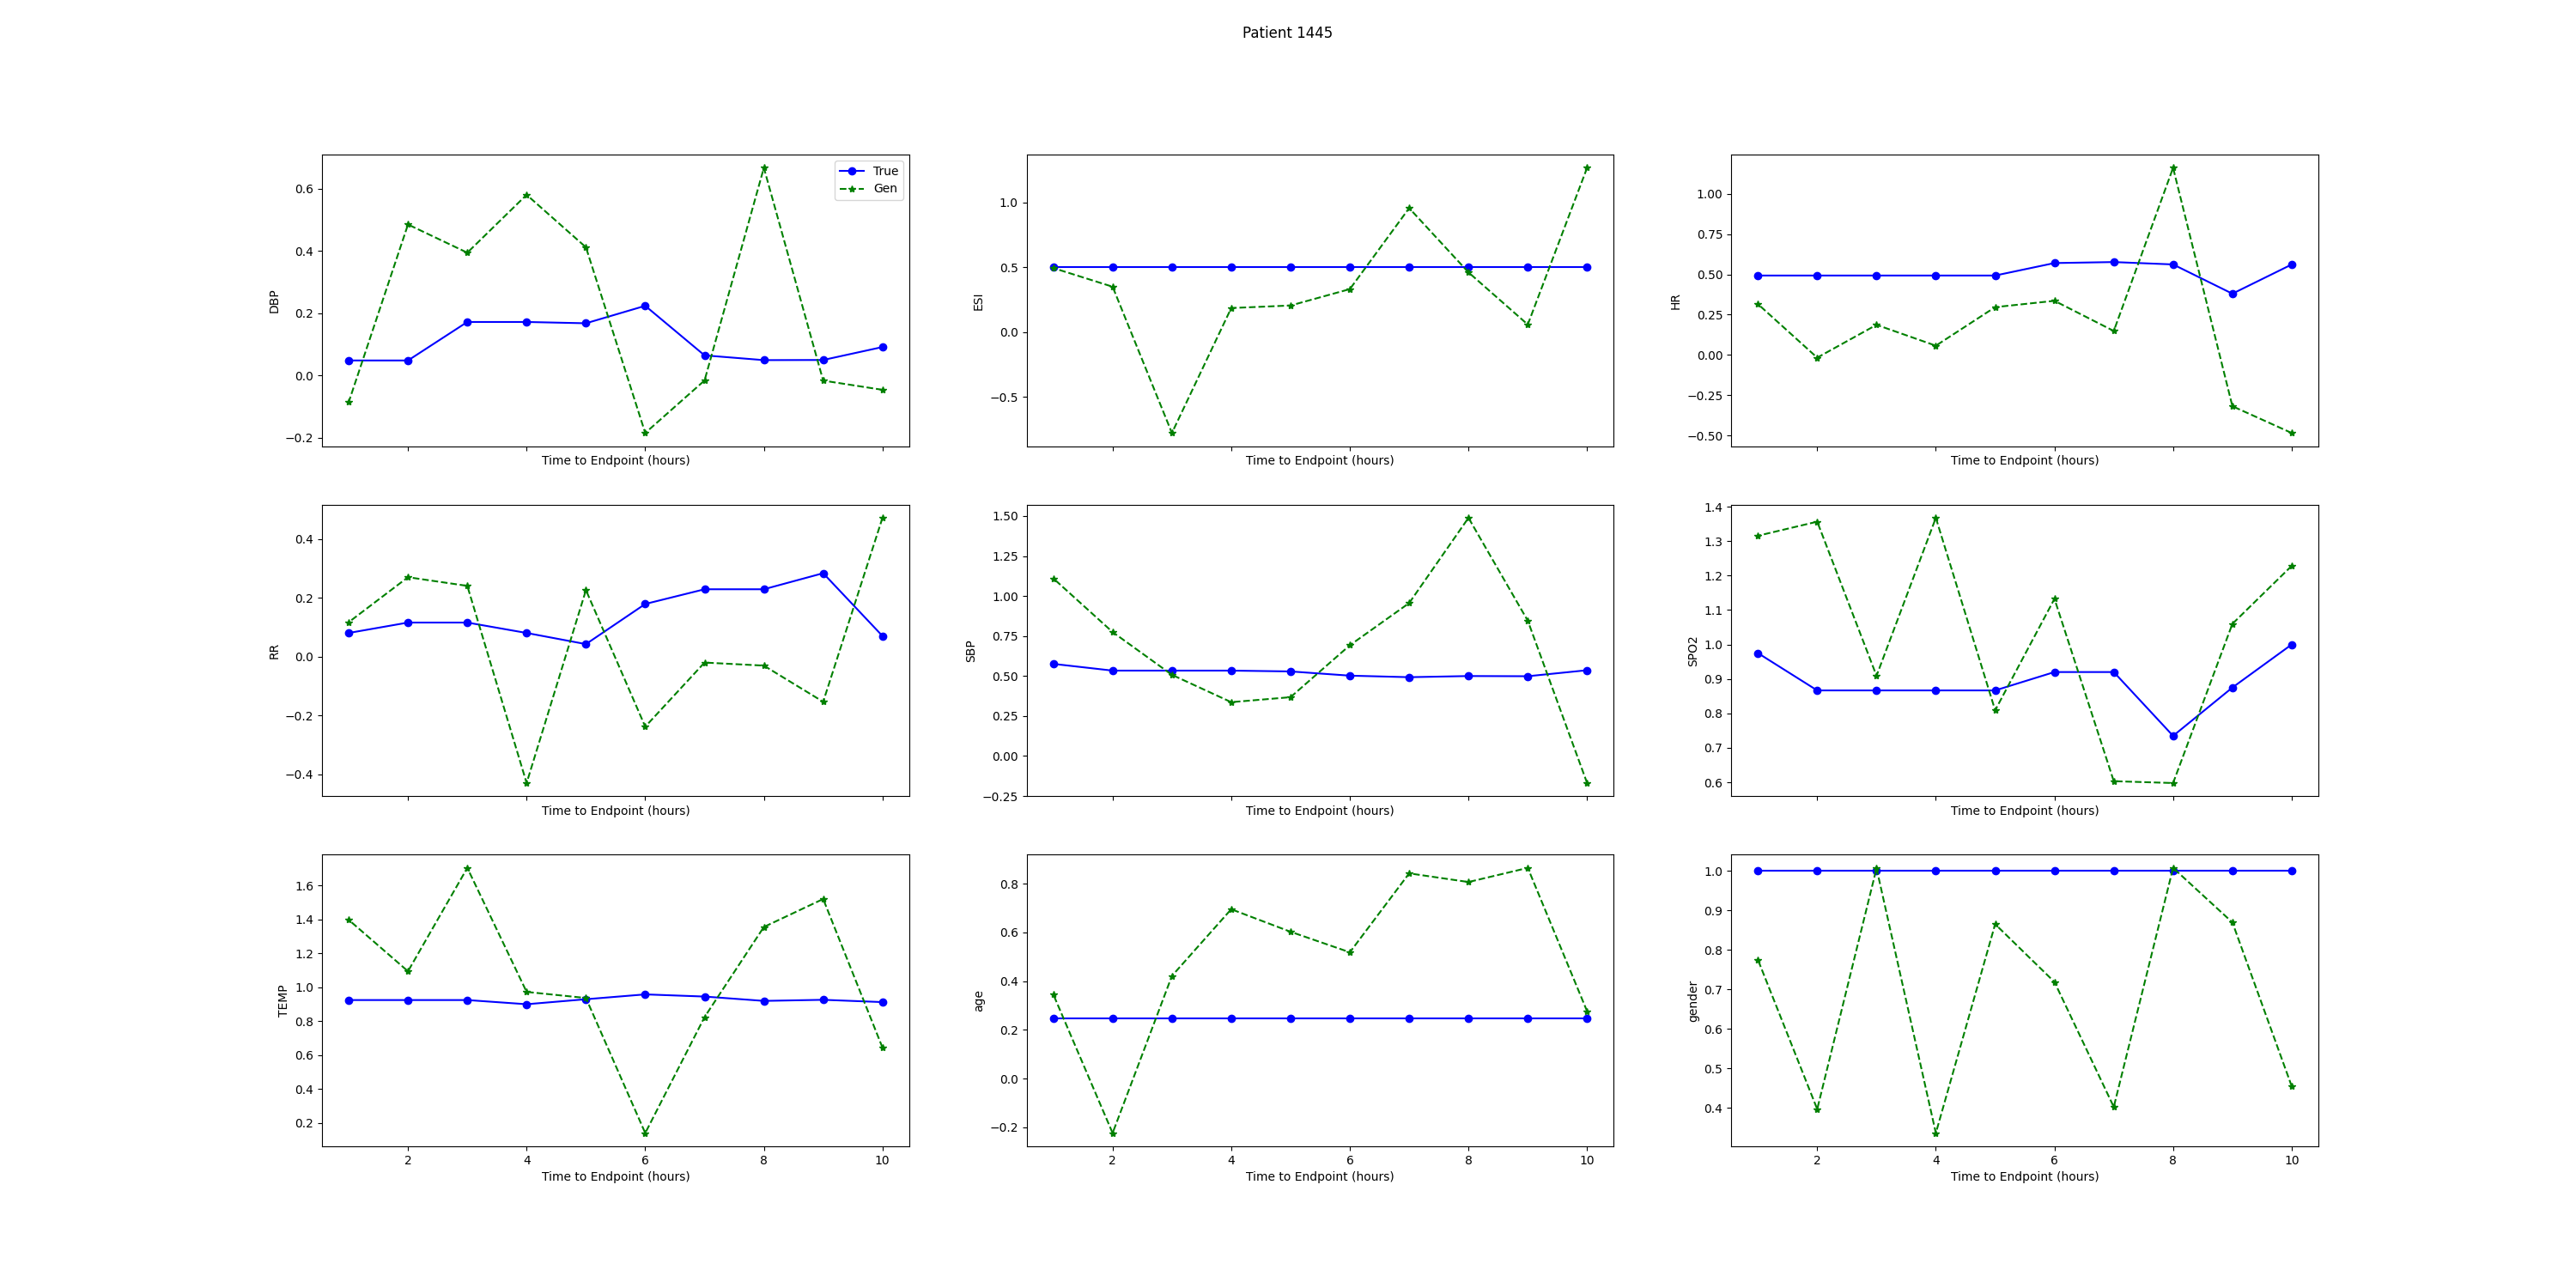 Patient 1445
DBP
0.6
0.4
0.2
0.0
−0.2
True
Gen
Time to Endpoint (hours)
ESI
1.0
0.5
0.0
−0.5
Time to Endpoint (hours)
HR
1.00
0.75
0.50
0.25
0.00
−0.25
−0.50
Time to Endpoint (hours)
RR
0.4
0.2
0.0
−0.2
−0.4
Time to Endpoint (hours)
SBP
1.50
1.25
1.00
0.75
0.50
0.25
0.00
−0.25
Time to Endpoint (hours)
SPO2
1.4
1.3
1.2
1.1
1.0
0.9
0.8
0.7
0.6
Time to Endpoint (hours)
TEMP
1.6
1.4
1.2
1.0
0.8
0.6
0.4
0.2
2 4 6 8 10
Time to Endpoint (hours)
age
0.8
0.6
0.4
0.2
0.0
−0.2
2 4 6 8 10
Time to Endpoint (hours)
gender
1.0
0.9
0.8
0.7
0.6
0.5
0.4
2 4 6 8 10
Time to Endpoint (hours)